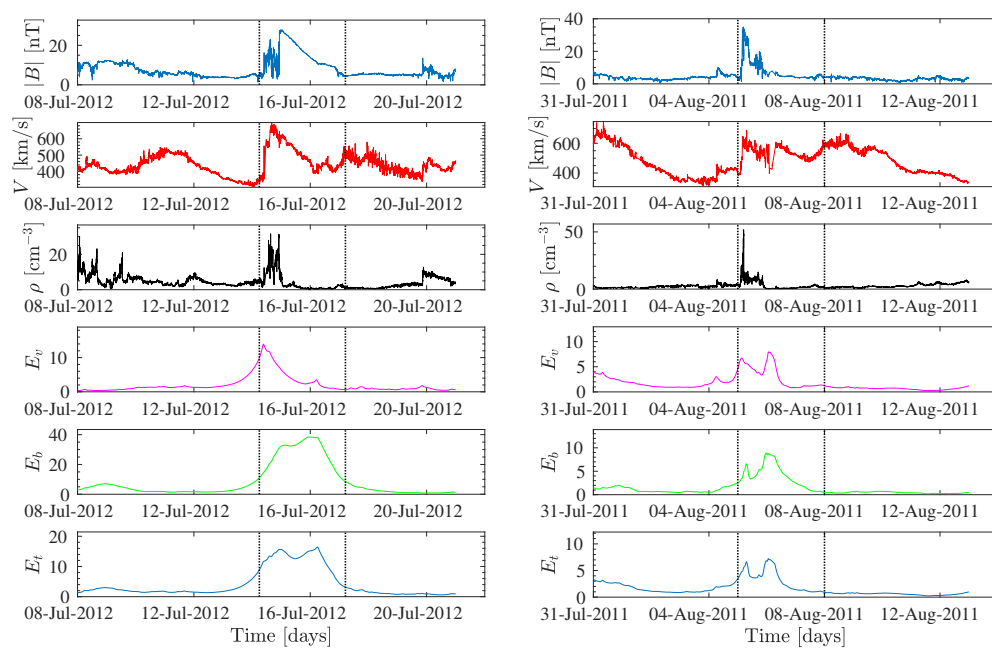 |B| [nT]
20
0
08-Jul-2012 12-Jul-2012 16-Jul-2012 20-Jul-2012
V [km/s]
600
500
400
08-Jul-2012 12-Jul-2012 16-Jul-2012 20-Jul-2012
ρ [cm⁻³]
20
0
08-Jul-2012 12-Jul-2012 16-Jul-2012 20-Jul-2012
E_v
10
0
08-Jul-2012 12-Jul-2012 16-Jul-2012 20-Jul-2012
E_b
40
20
0
08-Jul-2012 12-Jul-2012 16-Jul-2012 20-Jul-2012
E_t
20
10
0
08-Jul-2012 12-Jul-2012 16-Jul-2012 20-Jul-2012
Time [days]
|B| [nT]
40
20
0
31-Jul-2011 04-Aug-2011 08-Aug-2011 12-Aug-2011
V [km/s]
600
400
31-Jul-2011 04-Aug-2011 08-Aug-2011 12-Aug-2011
ρ [cm⁻³]
50
0
31-Jul-2011 04-Aug-2011 08-Aug-2011 12-Aug-2011
E_v
10
5
0
31-Jul-2011 04-Aug-2011 08-Aug-2011 12-Aug-2011
E_b
10
5
0
31-Jul-2011 04-Aug-2011 08-Aug-2011 12-Aug-2011
E_t
10
5
0
31-Jul-2011 04-Aug-2011 08-Aug-2011 12-Aug-2011
Time [days]